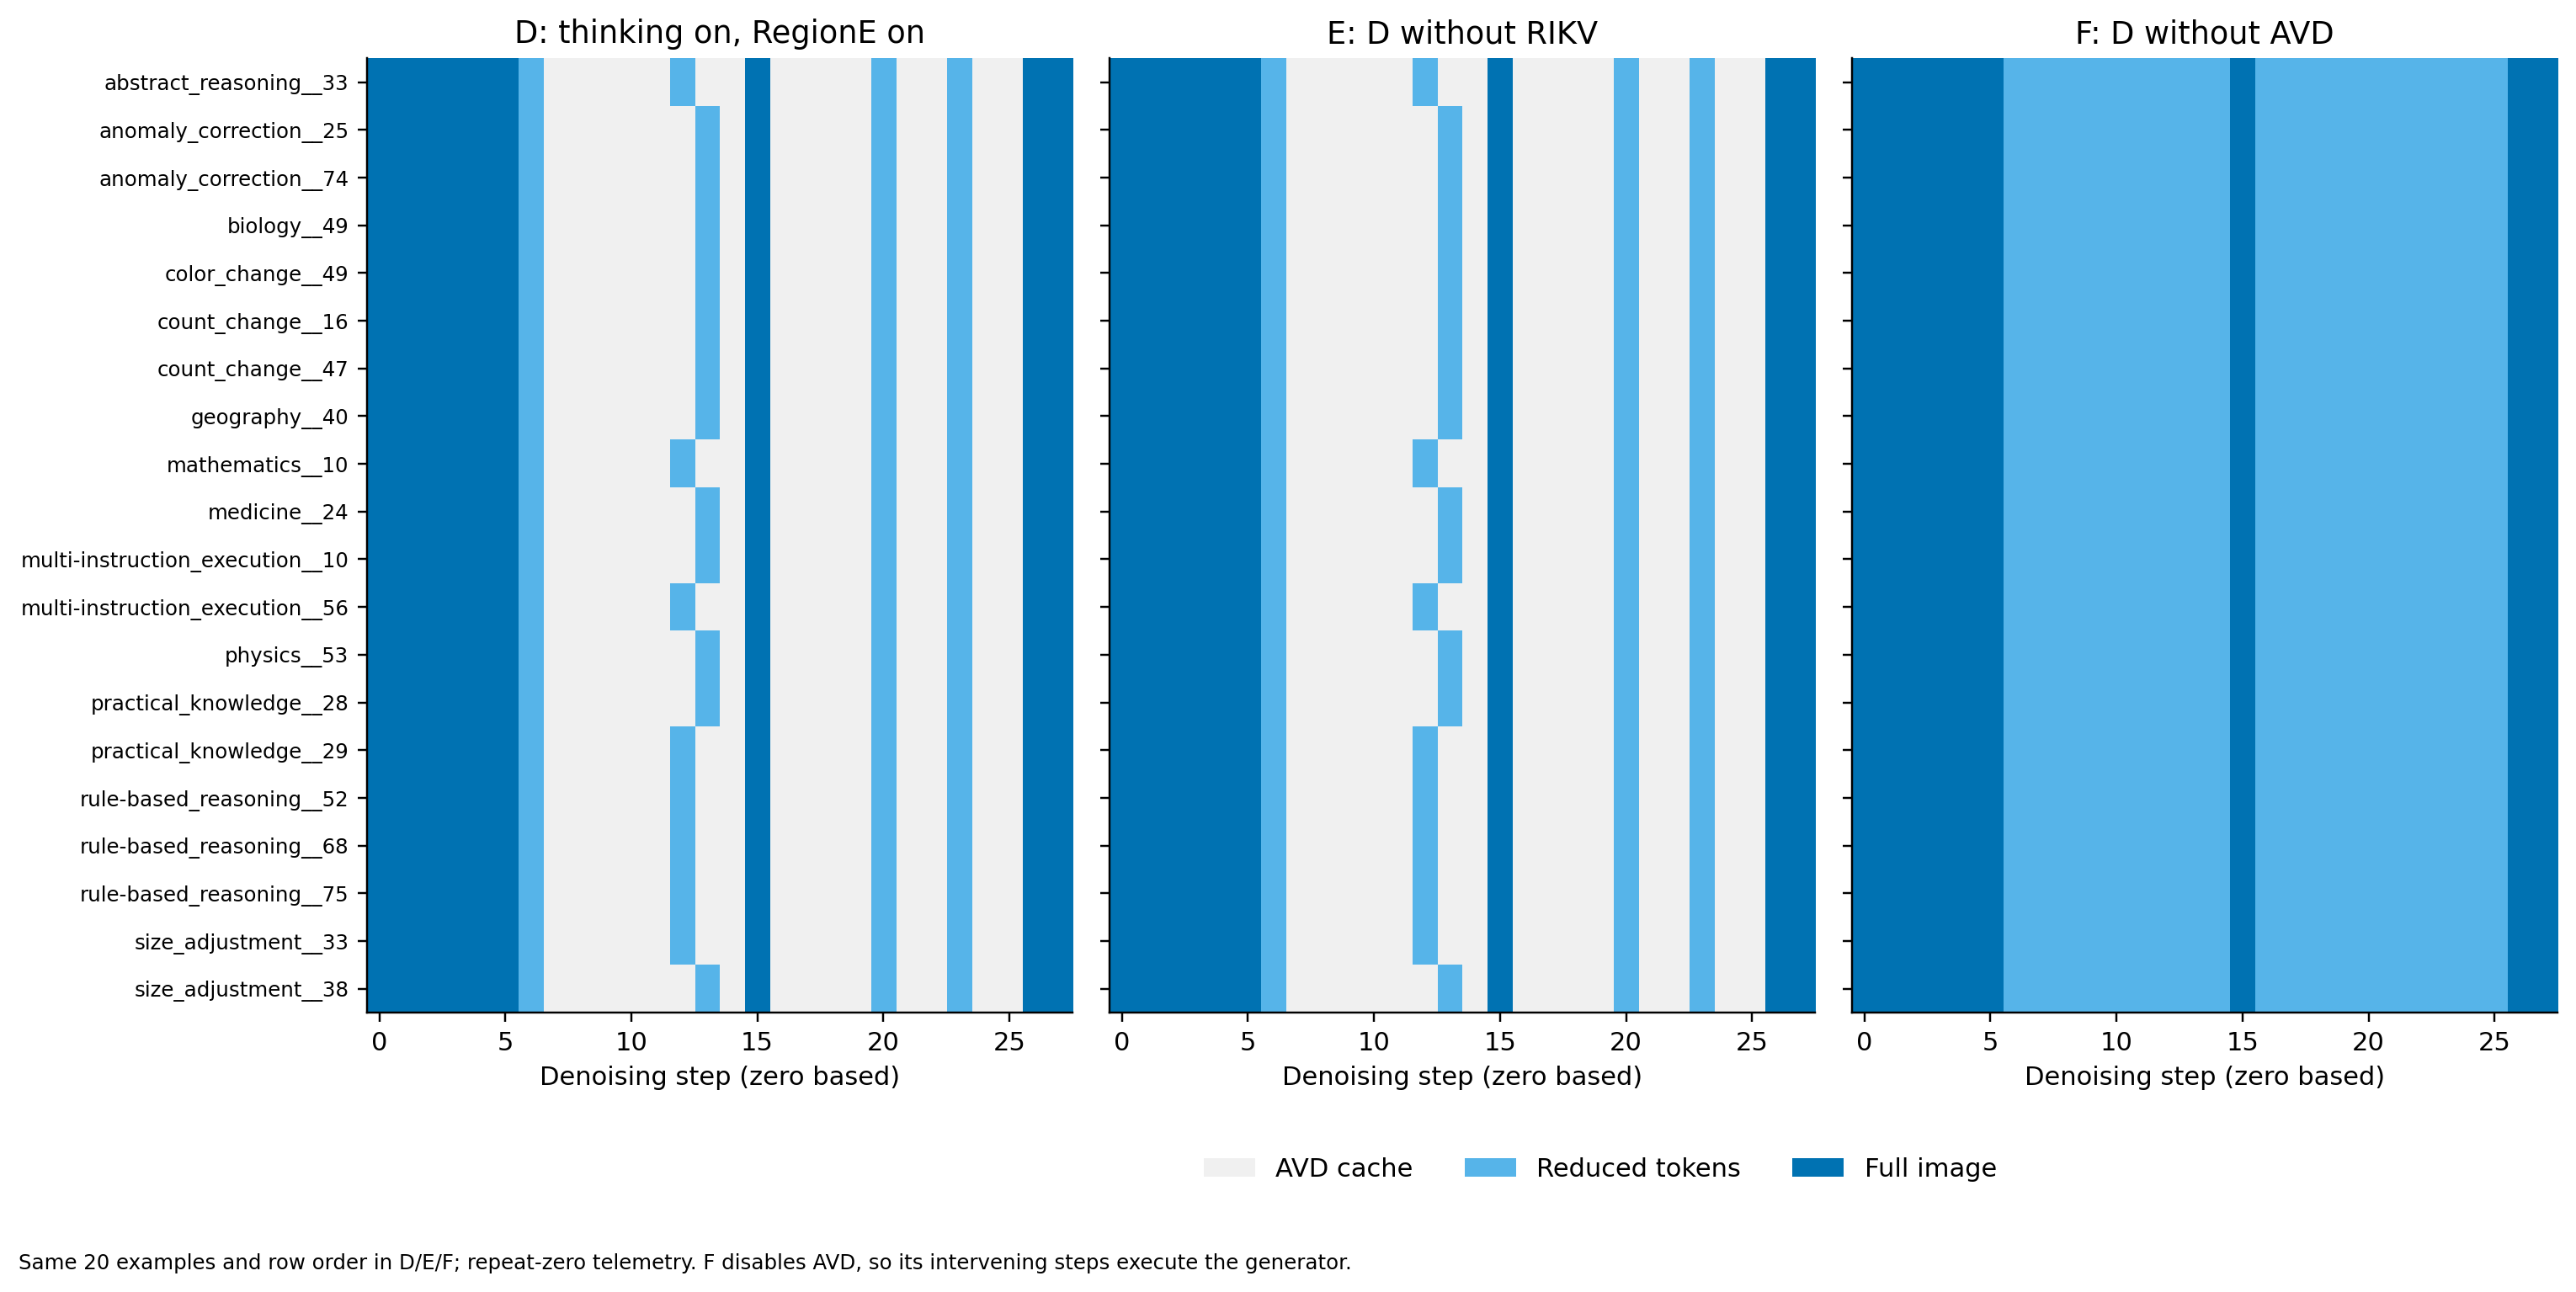 D: thinking on, RegionE on
E: D without RIKV
F: D without AVD
abstract_reasoning__33
anomaly_correction__25
anomaly_correction__74
biology__49
color_change__49
count_change__16
count_change__47
geography__40
mathematics__10
medicine__24
multi-instruction_execution__10
multi-instruction_execution__56
physics__53
practical_knowledge__28
practical_knowledge__29
rule-based_reasoning__52
rule-based_reasoning__68
rule-based_reasoning__75
size_adjustment__33
size_adjustment__38
0 5 10 15 20 25
0 5 10 15 20 25
0 5 10 15 20 25
Denoising step (zero based)
Denoising step (zero based)
Denoising step (zero based)
AVD cache
Reduced tokens
Full image
Same 20 examples and row order in D/E/F; repeat-zero telemetry. F disables AVD, so its intervening steps execute the generator.